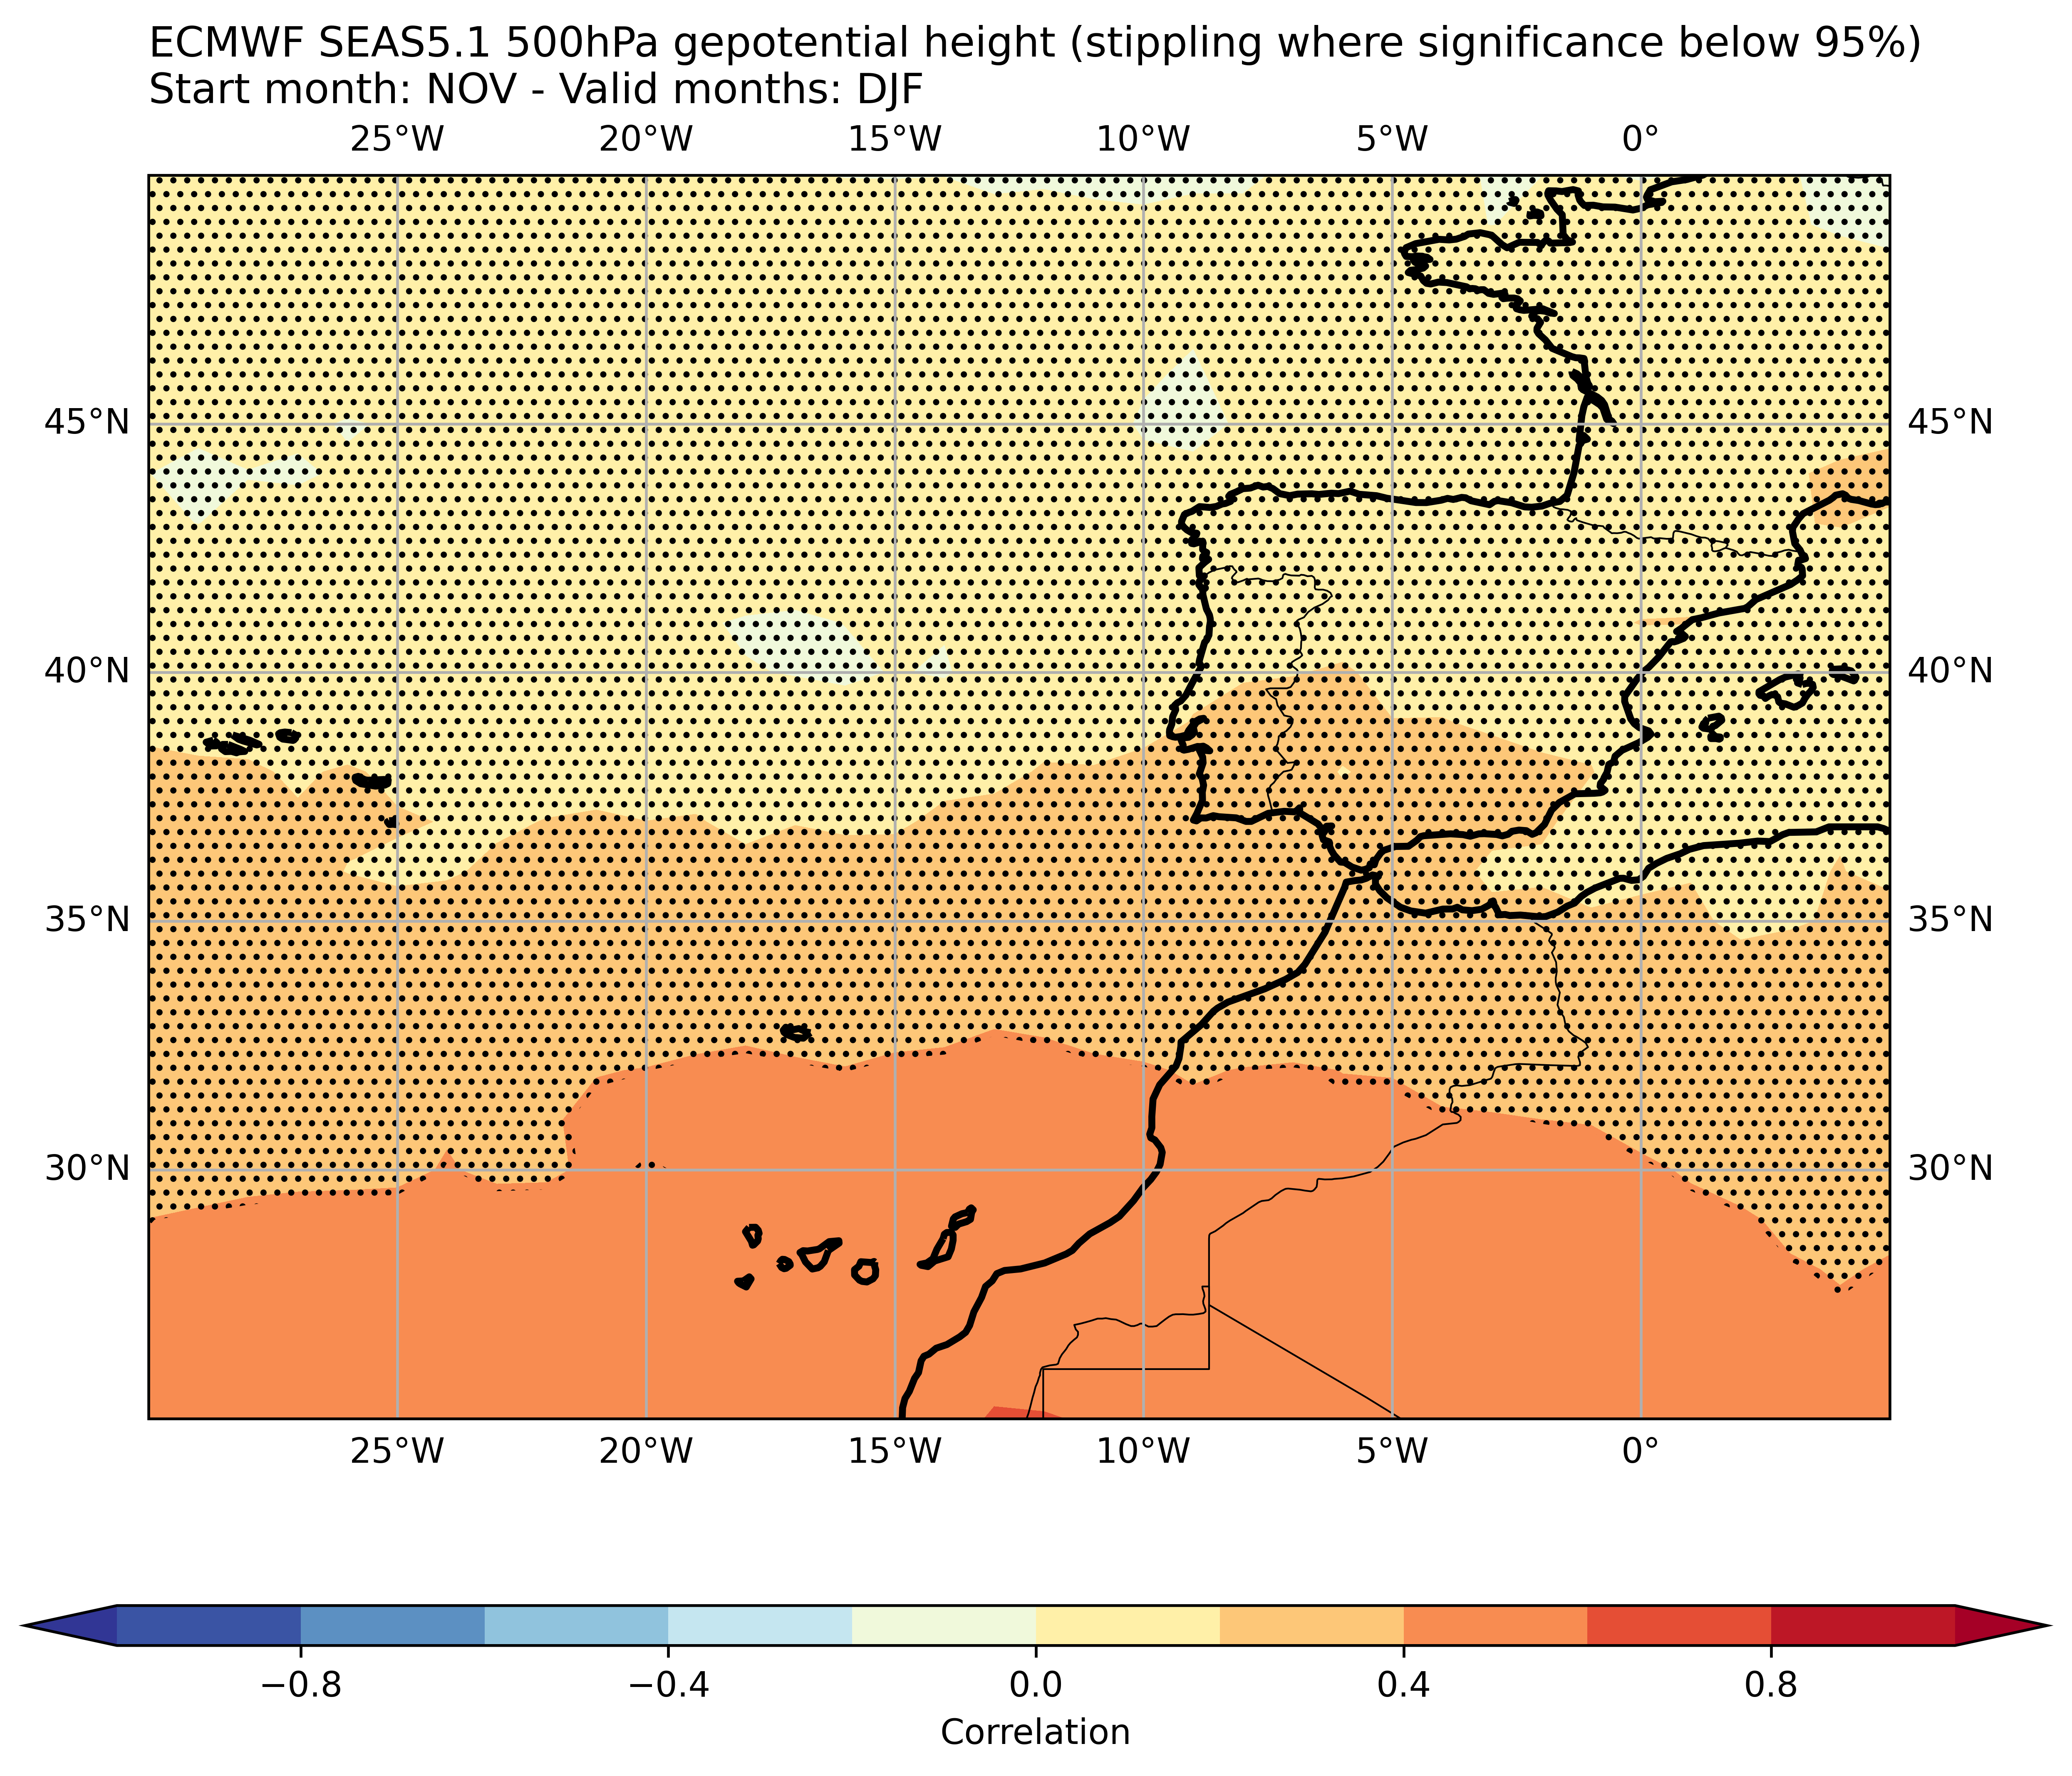 ECMWF SEAS5.1 500hPa gepotential height (stippling where significance below 95%)
Start month: NOV - Valid months: DJF
25°W 20°W 15°W 10°W 5°W 0°
45°N 45°N
40°N 40°N
35°N 35°N
30°N 30°N
25°W 20°W 15°W 10°W 5°W 0°
−0.8 −0.4 0.0 0.4 0.8
Correlation